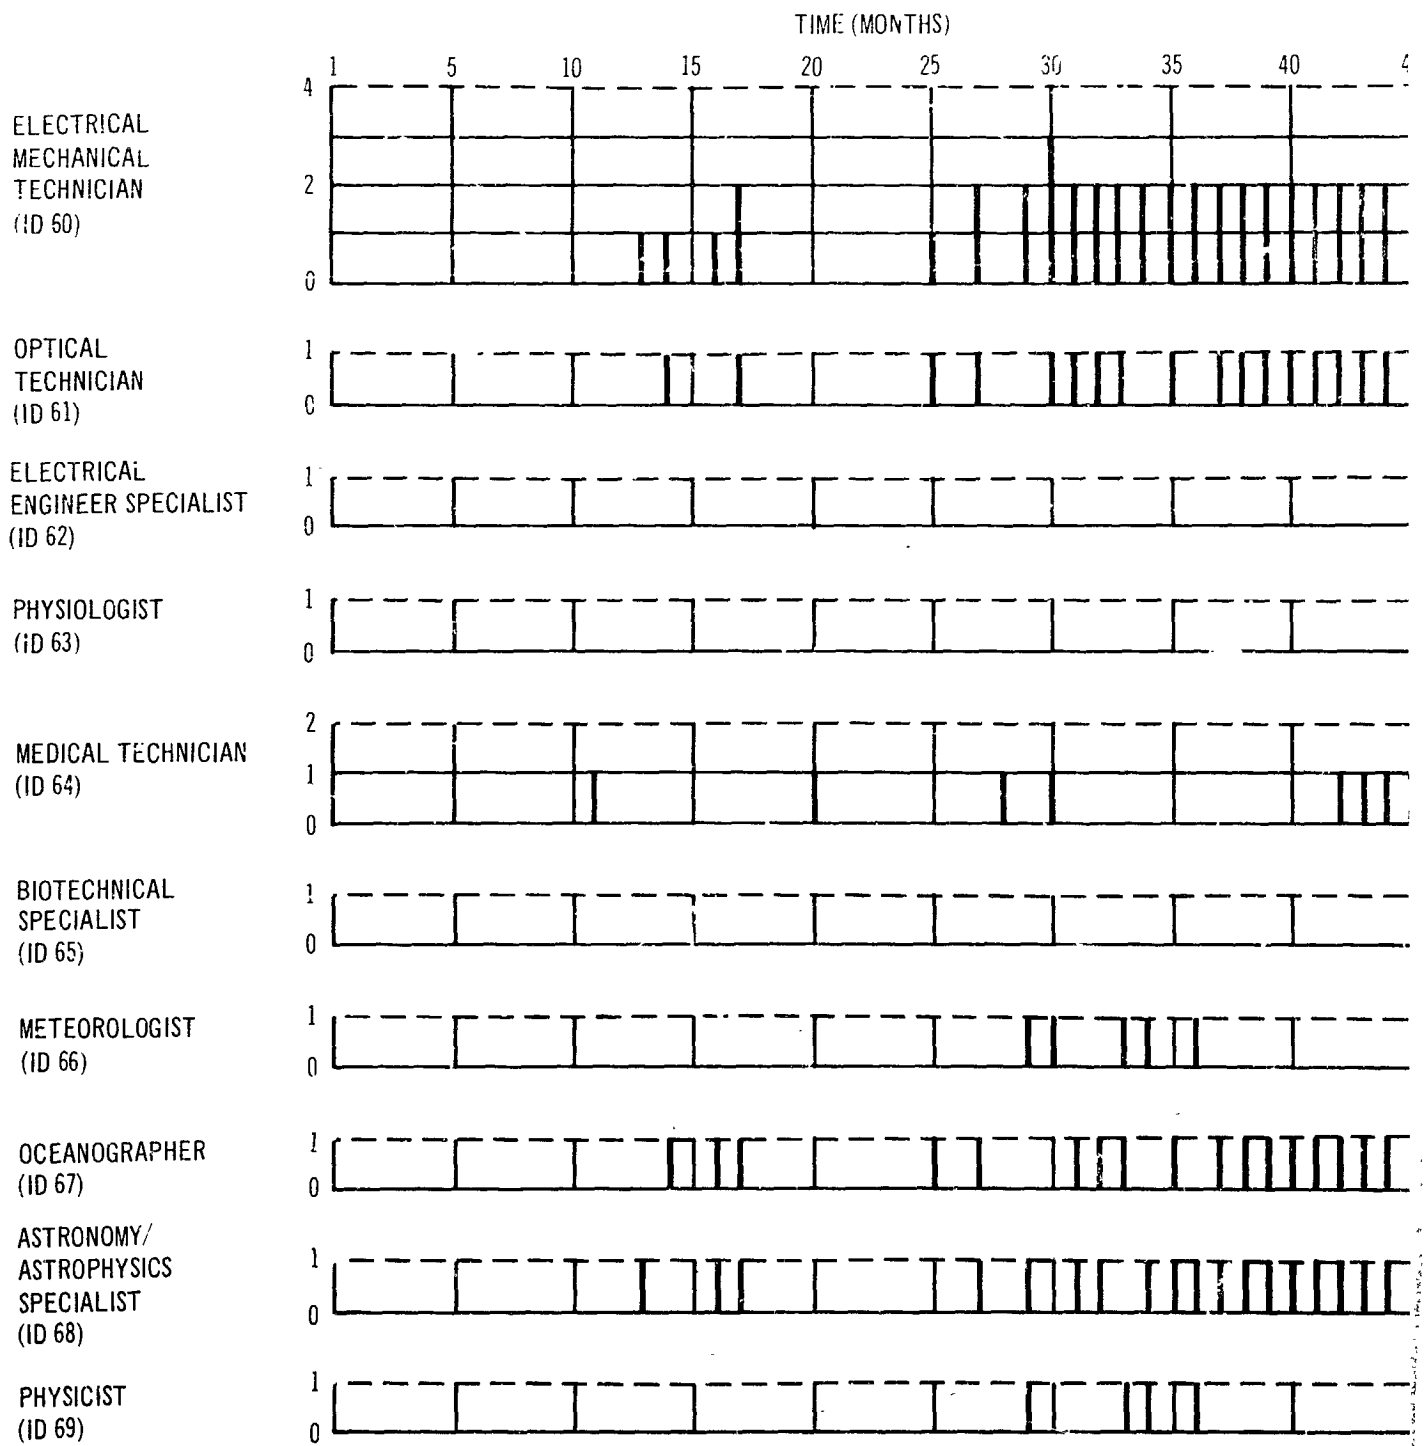 TIME (MONTHS)
1 5 10 15 20 25 30 35 40 4
ELECTRICAL
MECHANICAL
TECHNICIAN
(ID 60)
4
2
0
OPTICAL
TECHNICIAN
(ID 61)
1
0
ELECTRICAL
ENGINEER SPECIALIST
(ID 62)
1
0
PHYSIOLOGIST
(ID 63)
1
0
MEDICAL TECHNICIAN
(ID 64)
2
1
0
BIOTECHNICAL
SPECIALIST
(ID 65)
1
0
METEOROLOGIST
(ID 66)
1
0
OCEANOGRAPHER
(ID 67)
1
0
ASTRONOMY/
ASTROPHYSICS
SPECIALIST
(ID 68)
1
0
PHYSICIST
(ID 69)
1
0